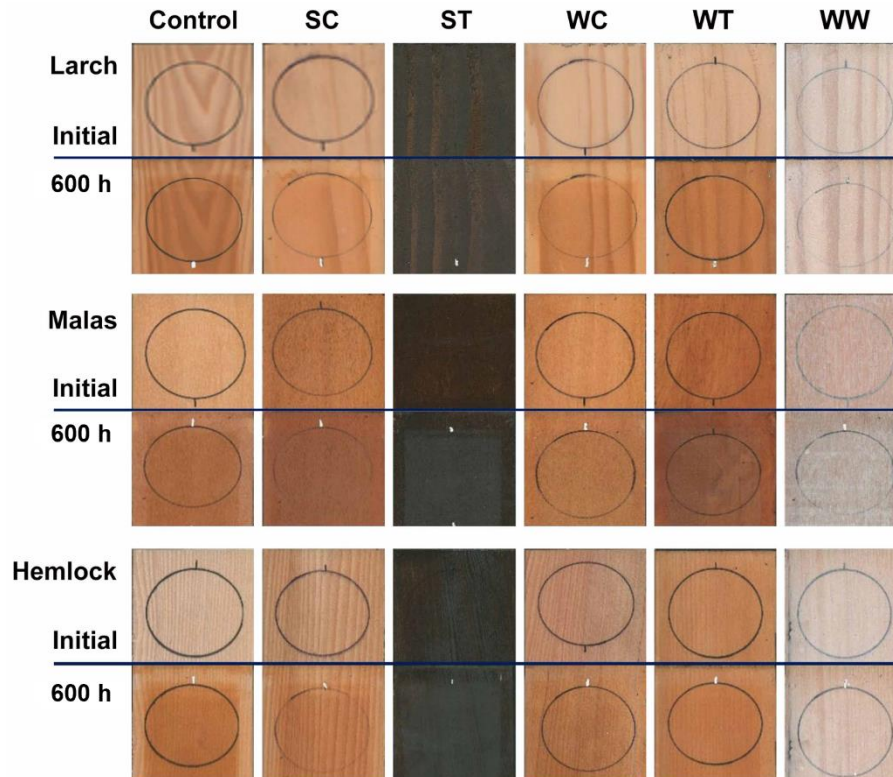 Control SC ST WC WT WW
Larch
Initial
600 h
Malas
Initial
600 h
Hemlock
Initial
600 h